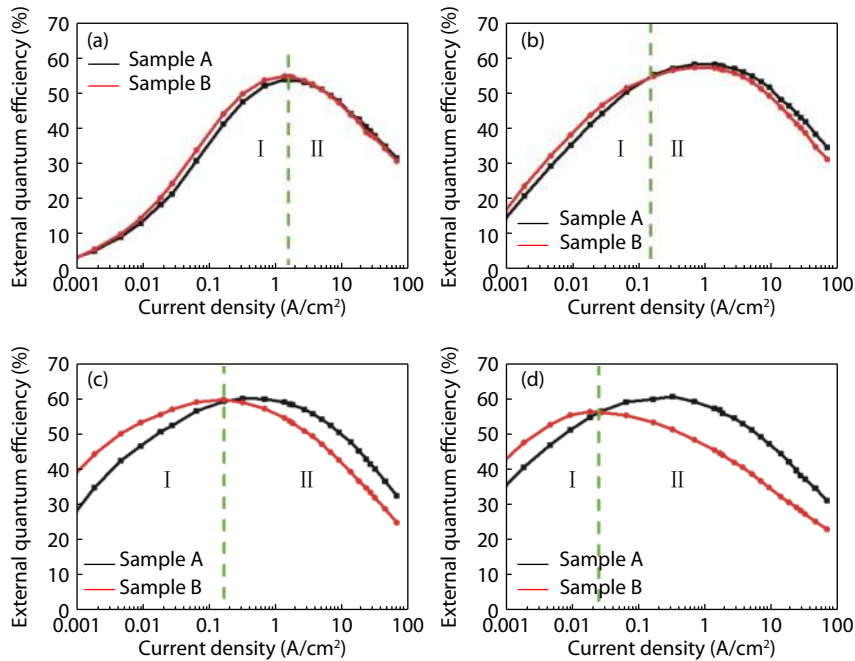 (a)
Sample A
Sample B
I
II
70
60
50
40
30
20
10
0
0.001
0.01
0.1
1
10
100
External quantum efficiency (%)
Current density (A/cm²)
(b)
I
II
Sample A
Sample B
70
60
50
40
30
20
10
0
0.001
0.01
0.1
1
10
100
External quantum efficiency (%)
Current density (A/cm²)
(c)
I
II
Sample A
Sample B
70
60
50
40
30
20
10
0
0.001
0.01
0.1
1
10
100
External quantum efficiency (%)
Current density (A/cm²)
(d)
I
II
Sample A
Sample B
70
60
50
40
30
20
10
0
0.001
0.01
0.1
1
10
100
External quantum efficiency (%)
Current density (A/cm²)